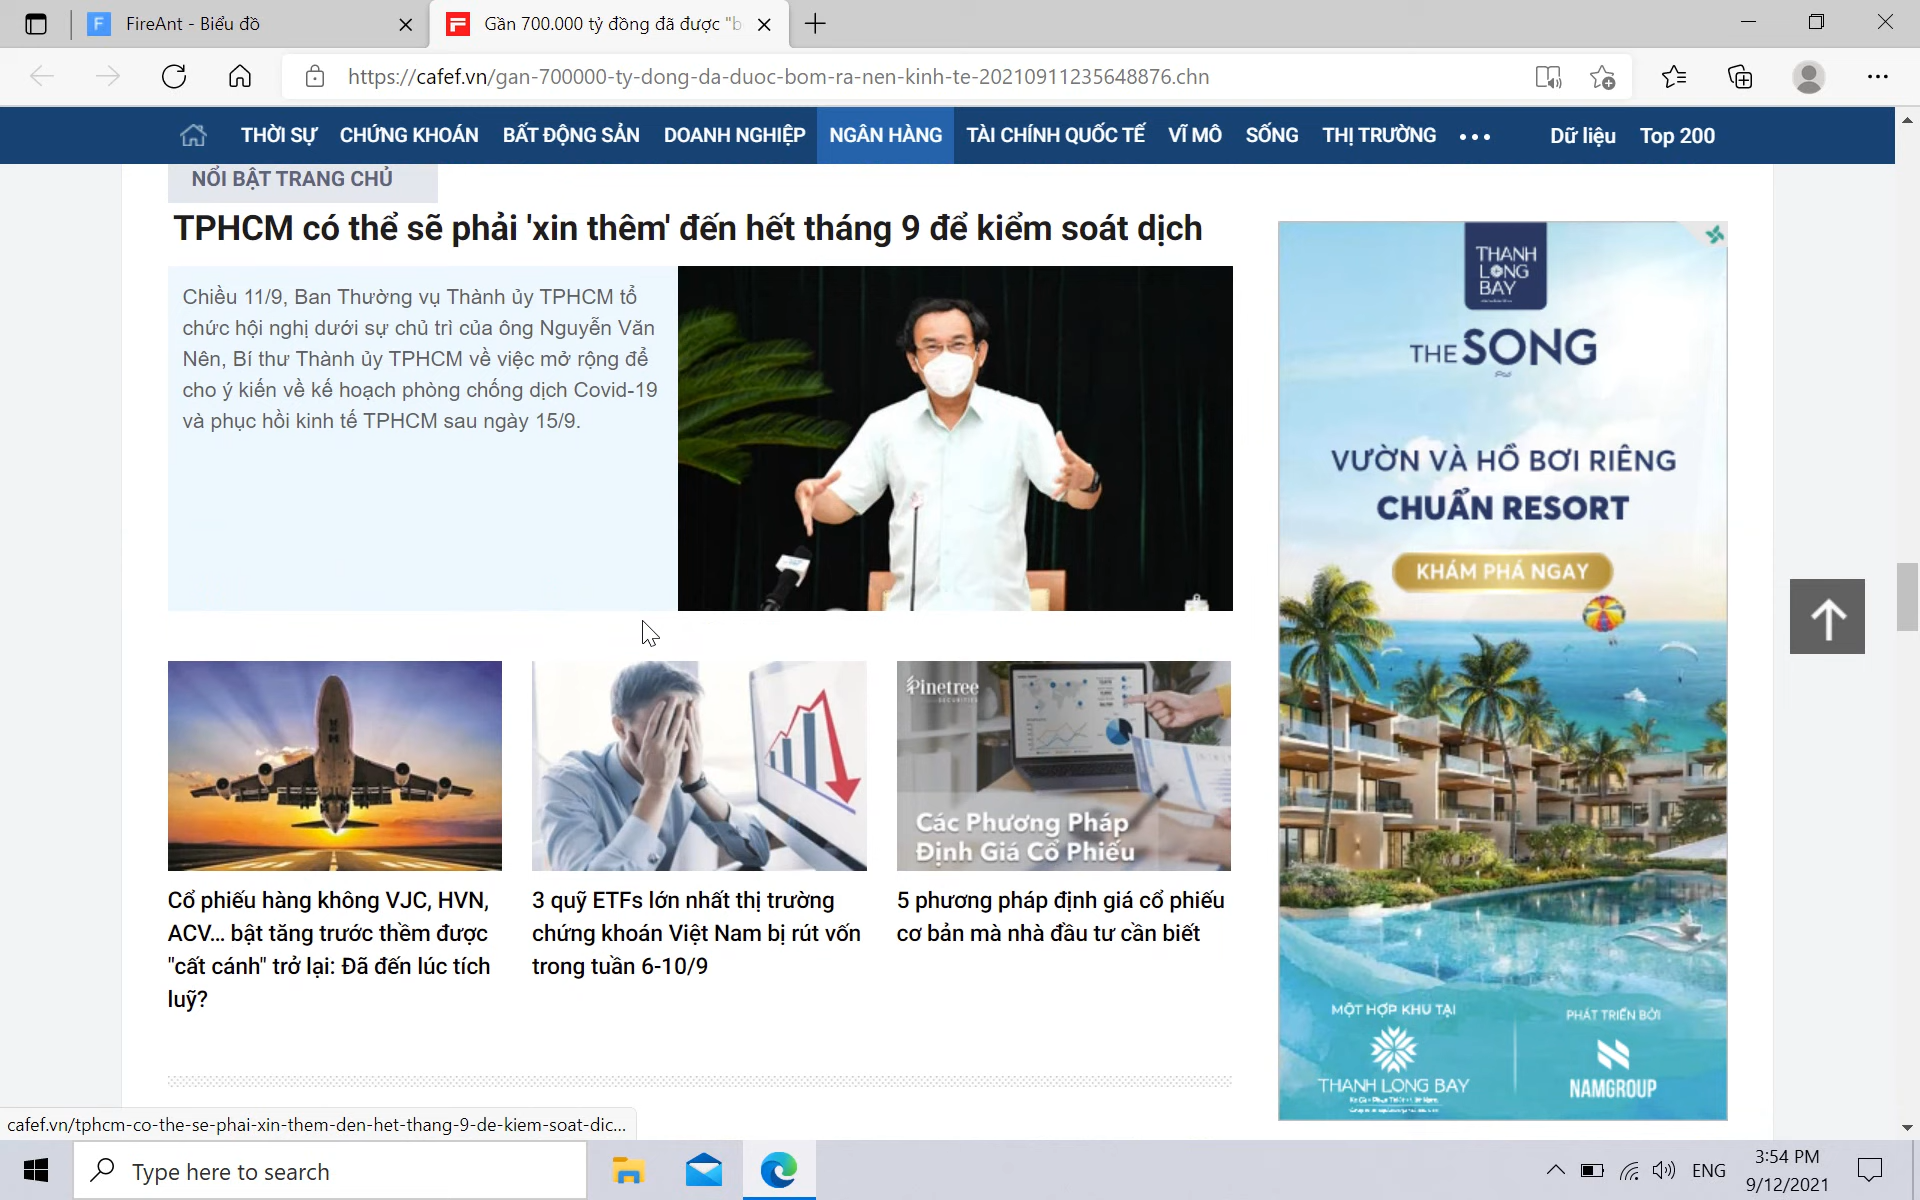 FireAnt - Biểu đồ
Gần 700.000 tỷ đồng đã được "b
https://cafef.vn/gan-700000-ty-dong-da-duoc-bom-ra-nen-kinh-te-20210911235648876.chn
THỜI SỰ CHỨNG KHOÁN BẤT ĐỘNG SẢN DOANH NGHIỆP NGÂN HÀNG TÀI CHÍNH QUỐC TẾ VĨ MÔ SỐNG THỊ TRƯỜNG ••• Dữ liệu Top 200
NỔI BẬT TRANG CHỦ
TPHCM có thể sẽ phải 'xin thêm' đến hết tháng 9 để kiểm soát dịch
Chiều 11/9, Ban Thường vụ Thành ủy TPHCM tổ
chức hội nghị dưới sự chủ trì của ông Nguyễn Văn
Nên, Bí thư Thành ủy TPHCM về việc mở rộng để
cho ý kiến về kế hoạch phòng chống dịch Covid-19
và phục hồi kinh tế TPHCM sau ngày 15/9.
Pinetree
SECURITIES
Các Phương Pháp
Định Giá Cổ Phiếu
Cổ phiếu hàng không VJC, HVN,
ACV... bật tăng trước thềm được
"cất cánh" trở lại: Đã đến lúc tích
luỹ?
3 quỹ ETFs lớn nhất thị trường
chứng khoán Việt Nam bị rút vốn
trong tuần 6-10/9
5 phương pháp định giá cổ phiếu
cơ bản mà nhà đầu tư cần biết
THANH
LONG
BAY
THE SONG
VƯỜN VÀ HỒ BƠI RIÊNG
CHUẨN RESORT
KHÁM PHÁ NGAY
MỘT HỢP KHU TẠI
THANH LONG BAY
PHÁT TRIỂN BỞI
NAMGROUP
cafef.vn/tphcm-co-the-se-phai-xin-them-den-het-thang-9-de-kiem-soat-dic...
Type here to search
ENG
3:54 PM
9/12/2021